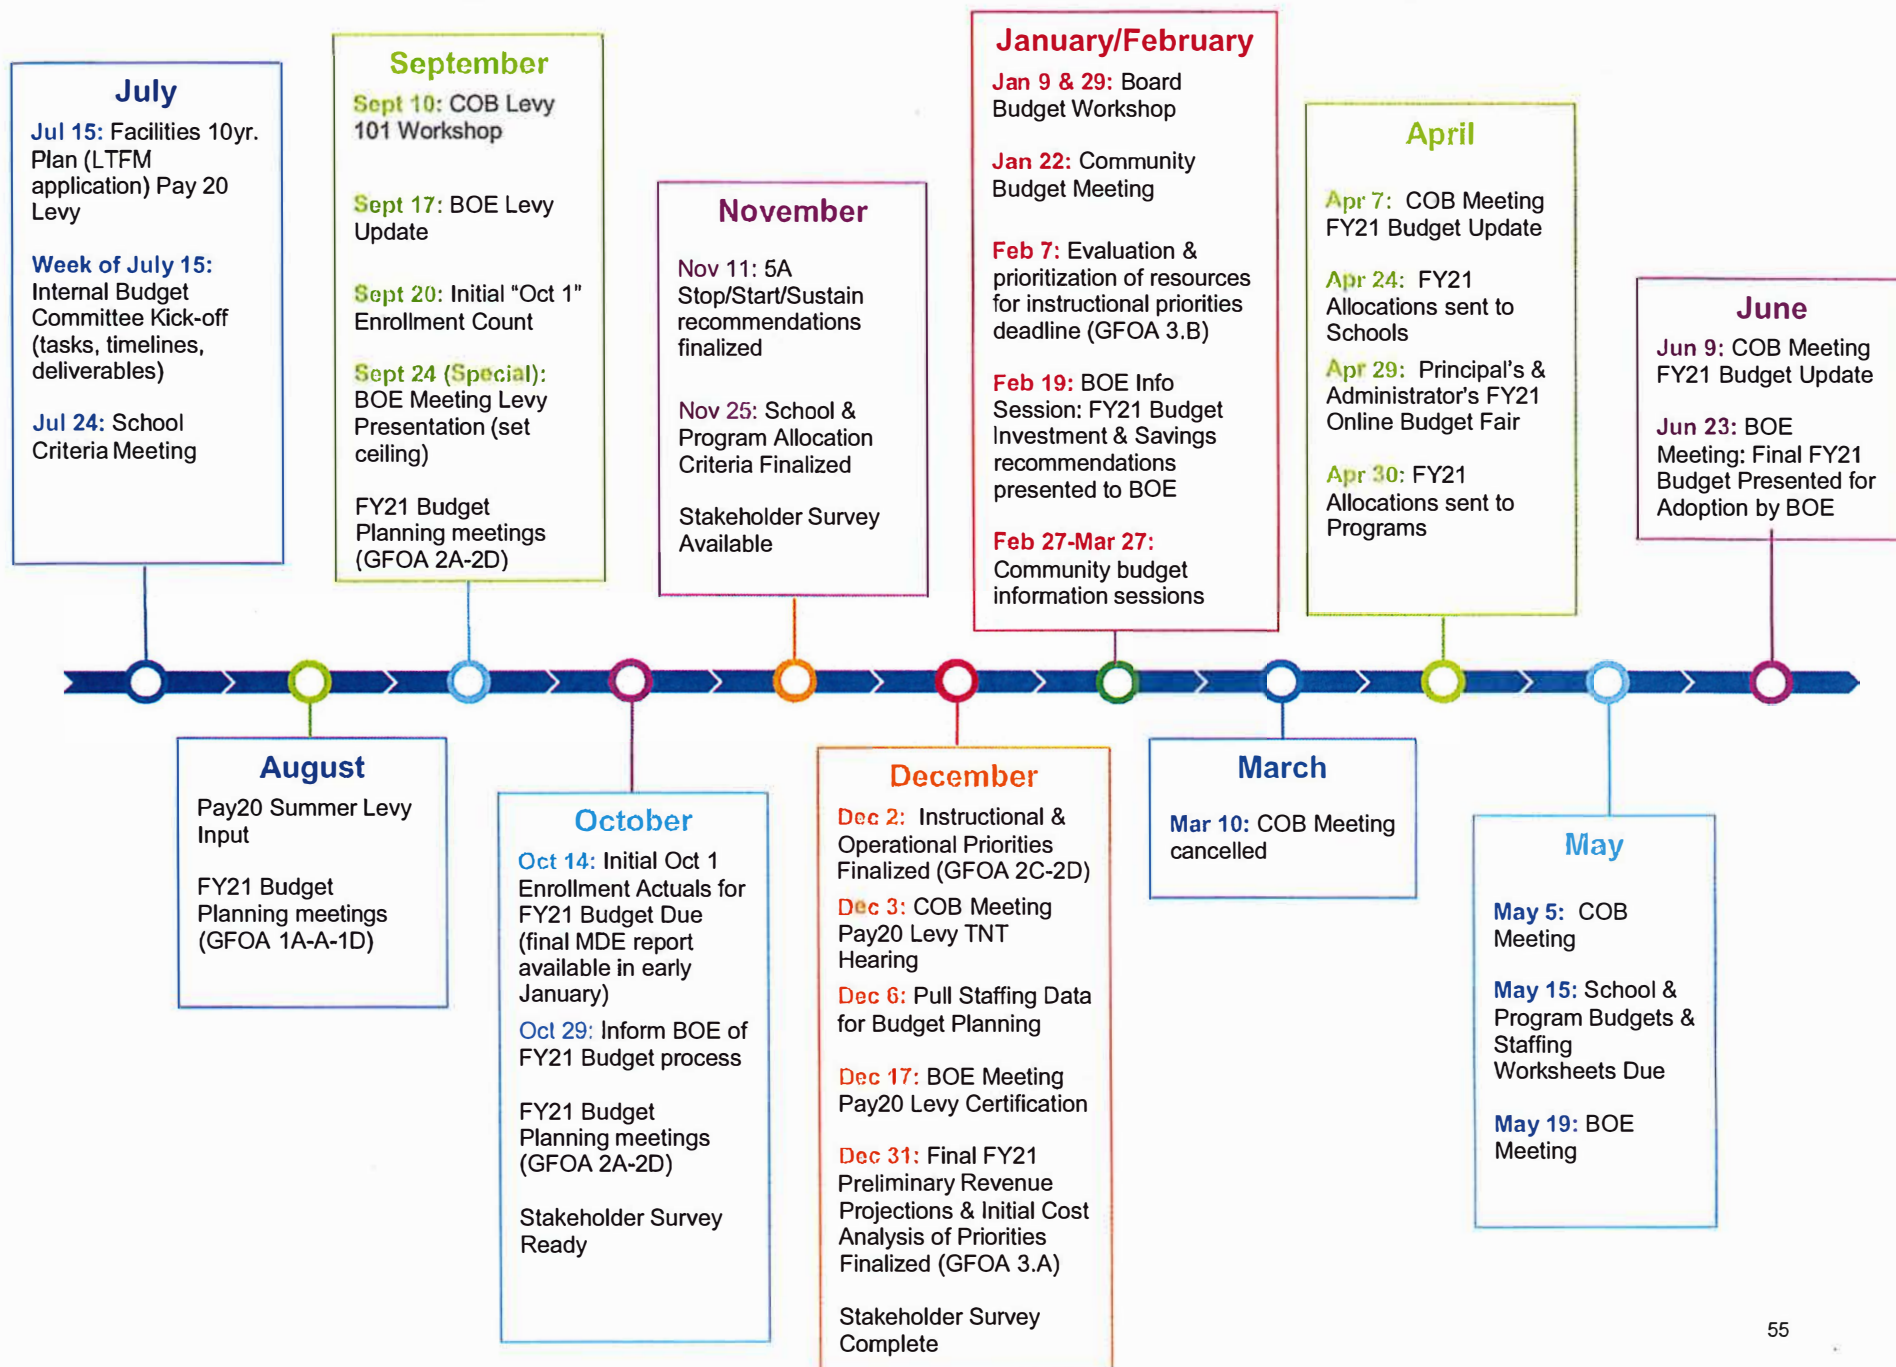 July
Jul 15: Facilities 10yr.
Plan (LTFM
application) Pay 20
Levy
Week of July 15:
Internal Budget
Committee Kick-off
(tasks, timelines,
deliverables)
Jul 24: School
Criteria Meeting
August
Pay20 Summer Levy
Input
FY21 Budget
Planning meetings
(GFOA 1A-A-1D)
September
Sept 10: COB Levy
101 Workshop
Sept 17: BOE Levy
Update
Sept 20: Initial "Oct 1"
Enrollment Count
Sept 24 (Special):
BOE Meeting Levy
Presentation (set
ceiling)
FY21 Budget
Planning meetings
(GFOA 2A-2D)
October
Oct 14: Initial Oct 1
Enrollment Actuals for
FY21 Budget Due
(final MDE report
available in early
January)
Oct 29: Inform BOE of
FY21 Budget process
FY21 Budget
Planning meetings
(GFOA 2A-2D)
Stakeholder Survey
Ready
November
Nov 11: 5A
Stop/Start/Sustain
recommendations
finalized
Nov 25: School &
Program Allocation
Criteria Finalized
Stakeholder Survey
Available
December
Dec 2: Instructional &
Operational Priorities
Finalized (GFOA 2C-2D)
Dec 3: COB Meeting
Pay20 Levy TNT
Hearing
Dec 6: Pull Staffing Data
for Budget Planning
Dec 17: BOE Meeting
Pay20 Levy Certification
Dec 31: Final FY21
Preliminary Revenue
Projections & Initial Cost
Analysis of Priorities
Finalized (GFOA 3.A)
Stakeholder Survey
Complete
January/February
Jan 9 & 29: Board
Budget Workshop
Jan 22: Community
Budget Meeting
Feb 7: Evaluation &
prioritization of resources
for instructional priorities
deadline (GFOA 3.B)
Feb 19: BOE Info
Session: FY21 Budget
Investment & Savings
recommendations
presented to BOE
Feb 27-Mar 27:
Community budget
information sessions
March
Mar 10: COB Meeting
cancelled
April
Apr 7: COB Meeting
FY21 Budget Update
Apr 24: FY21
Allocations sent to
Schools
Apr 29: Principal's &
Administrator's FY21
Online Budget Fair
Apr 30: FY21
Allocations sent to
Programs
May
May 5: COB
Meeting
May 15: School &
Program Budgets &
Staffing
Worksheets Due
May 19: BOE
Meeting
June
Jun 9: COB Meeting
FY21 Budget Update
Jun 23: BOE
Meeting: Final FY21
Budget Presented for
Adoption by BOE
55